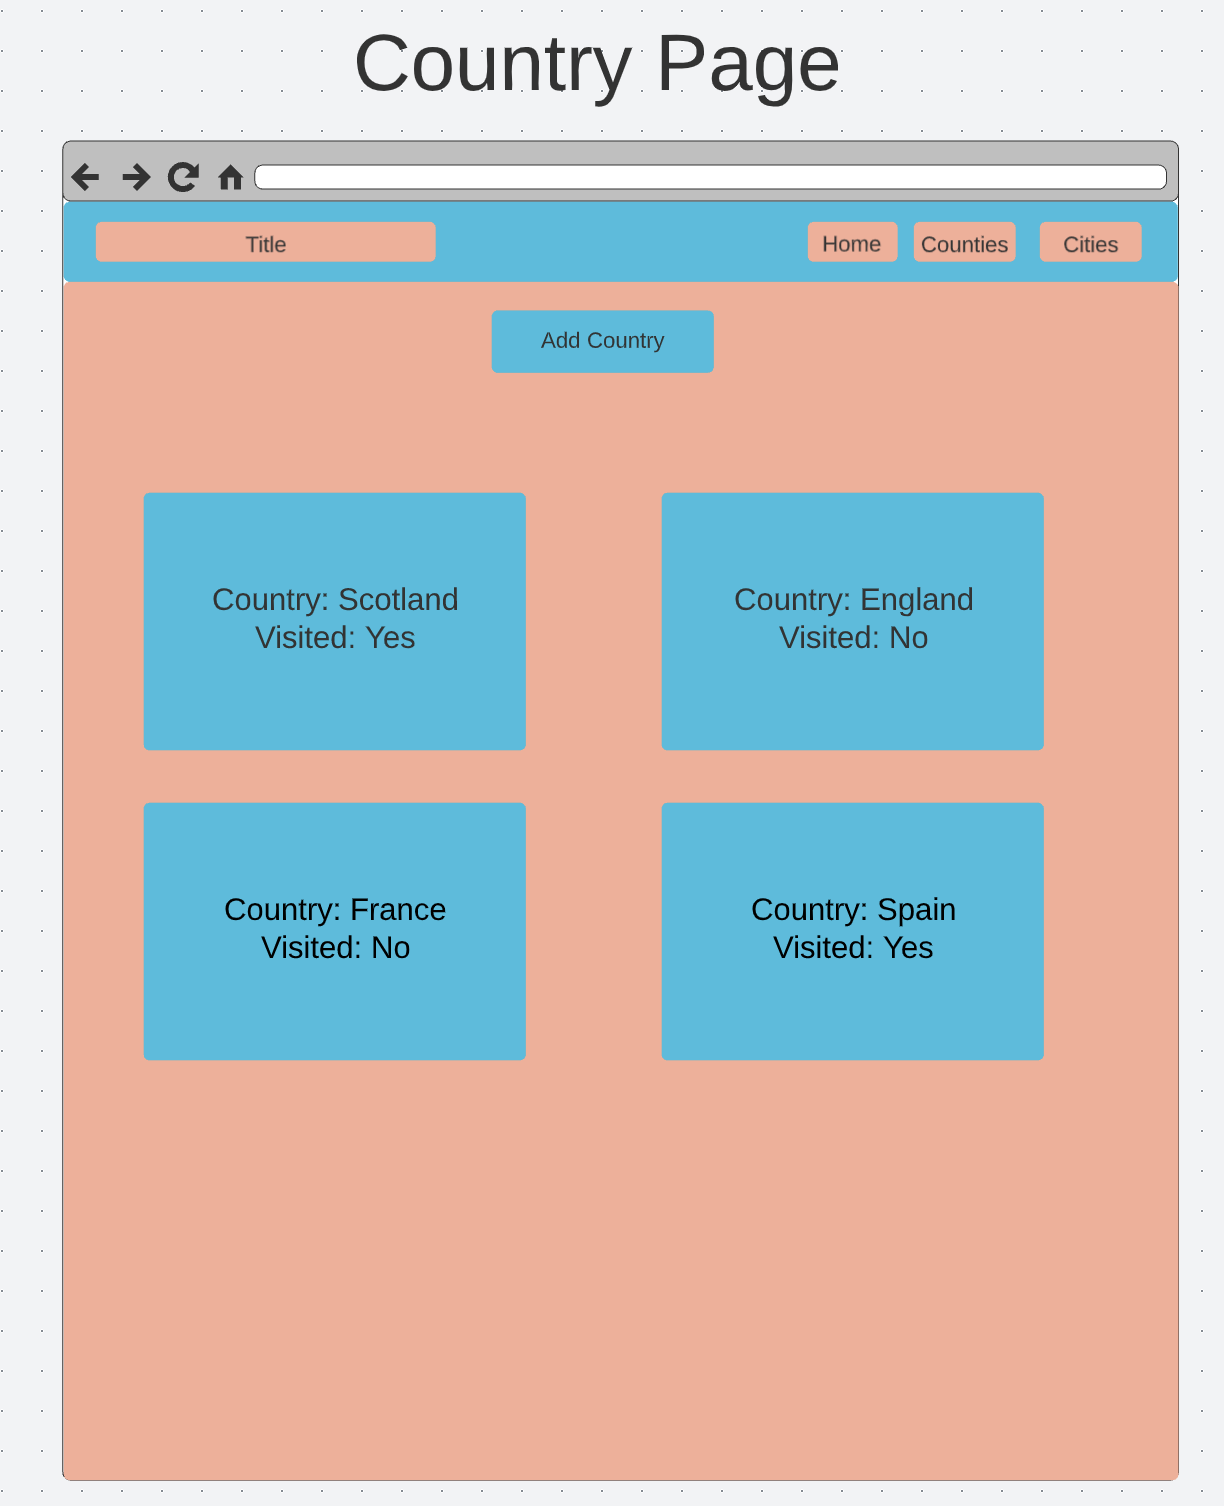 Country Page
Title
Home
Counties
Cities
Add Country
Country: Scotland
Visited: Yes
Country: England
Visited: No
Country: France
Visited: No
Country: Spain
Visited: Yes